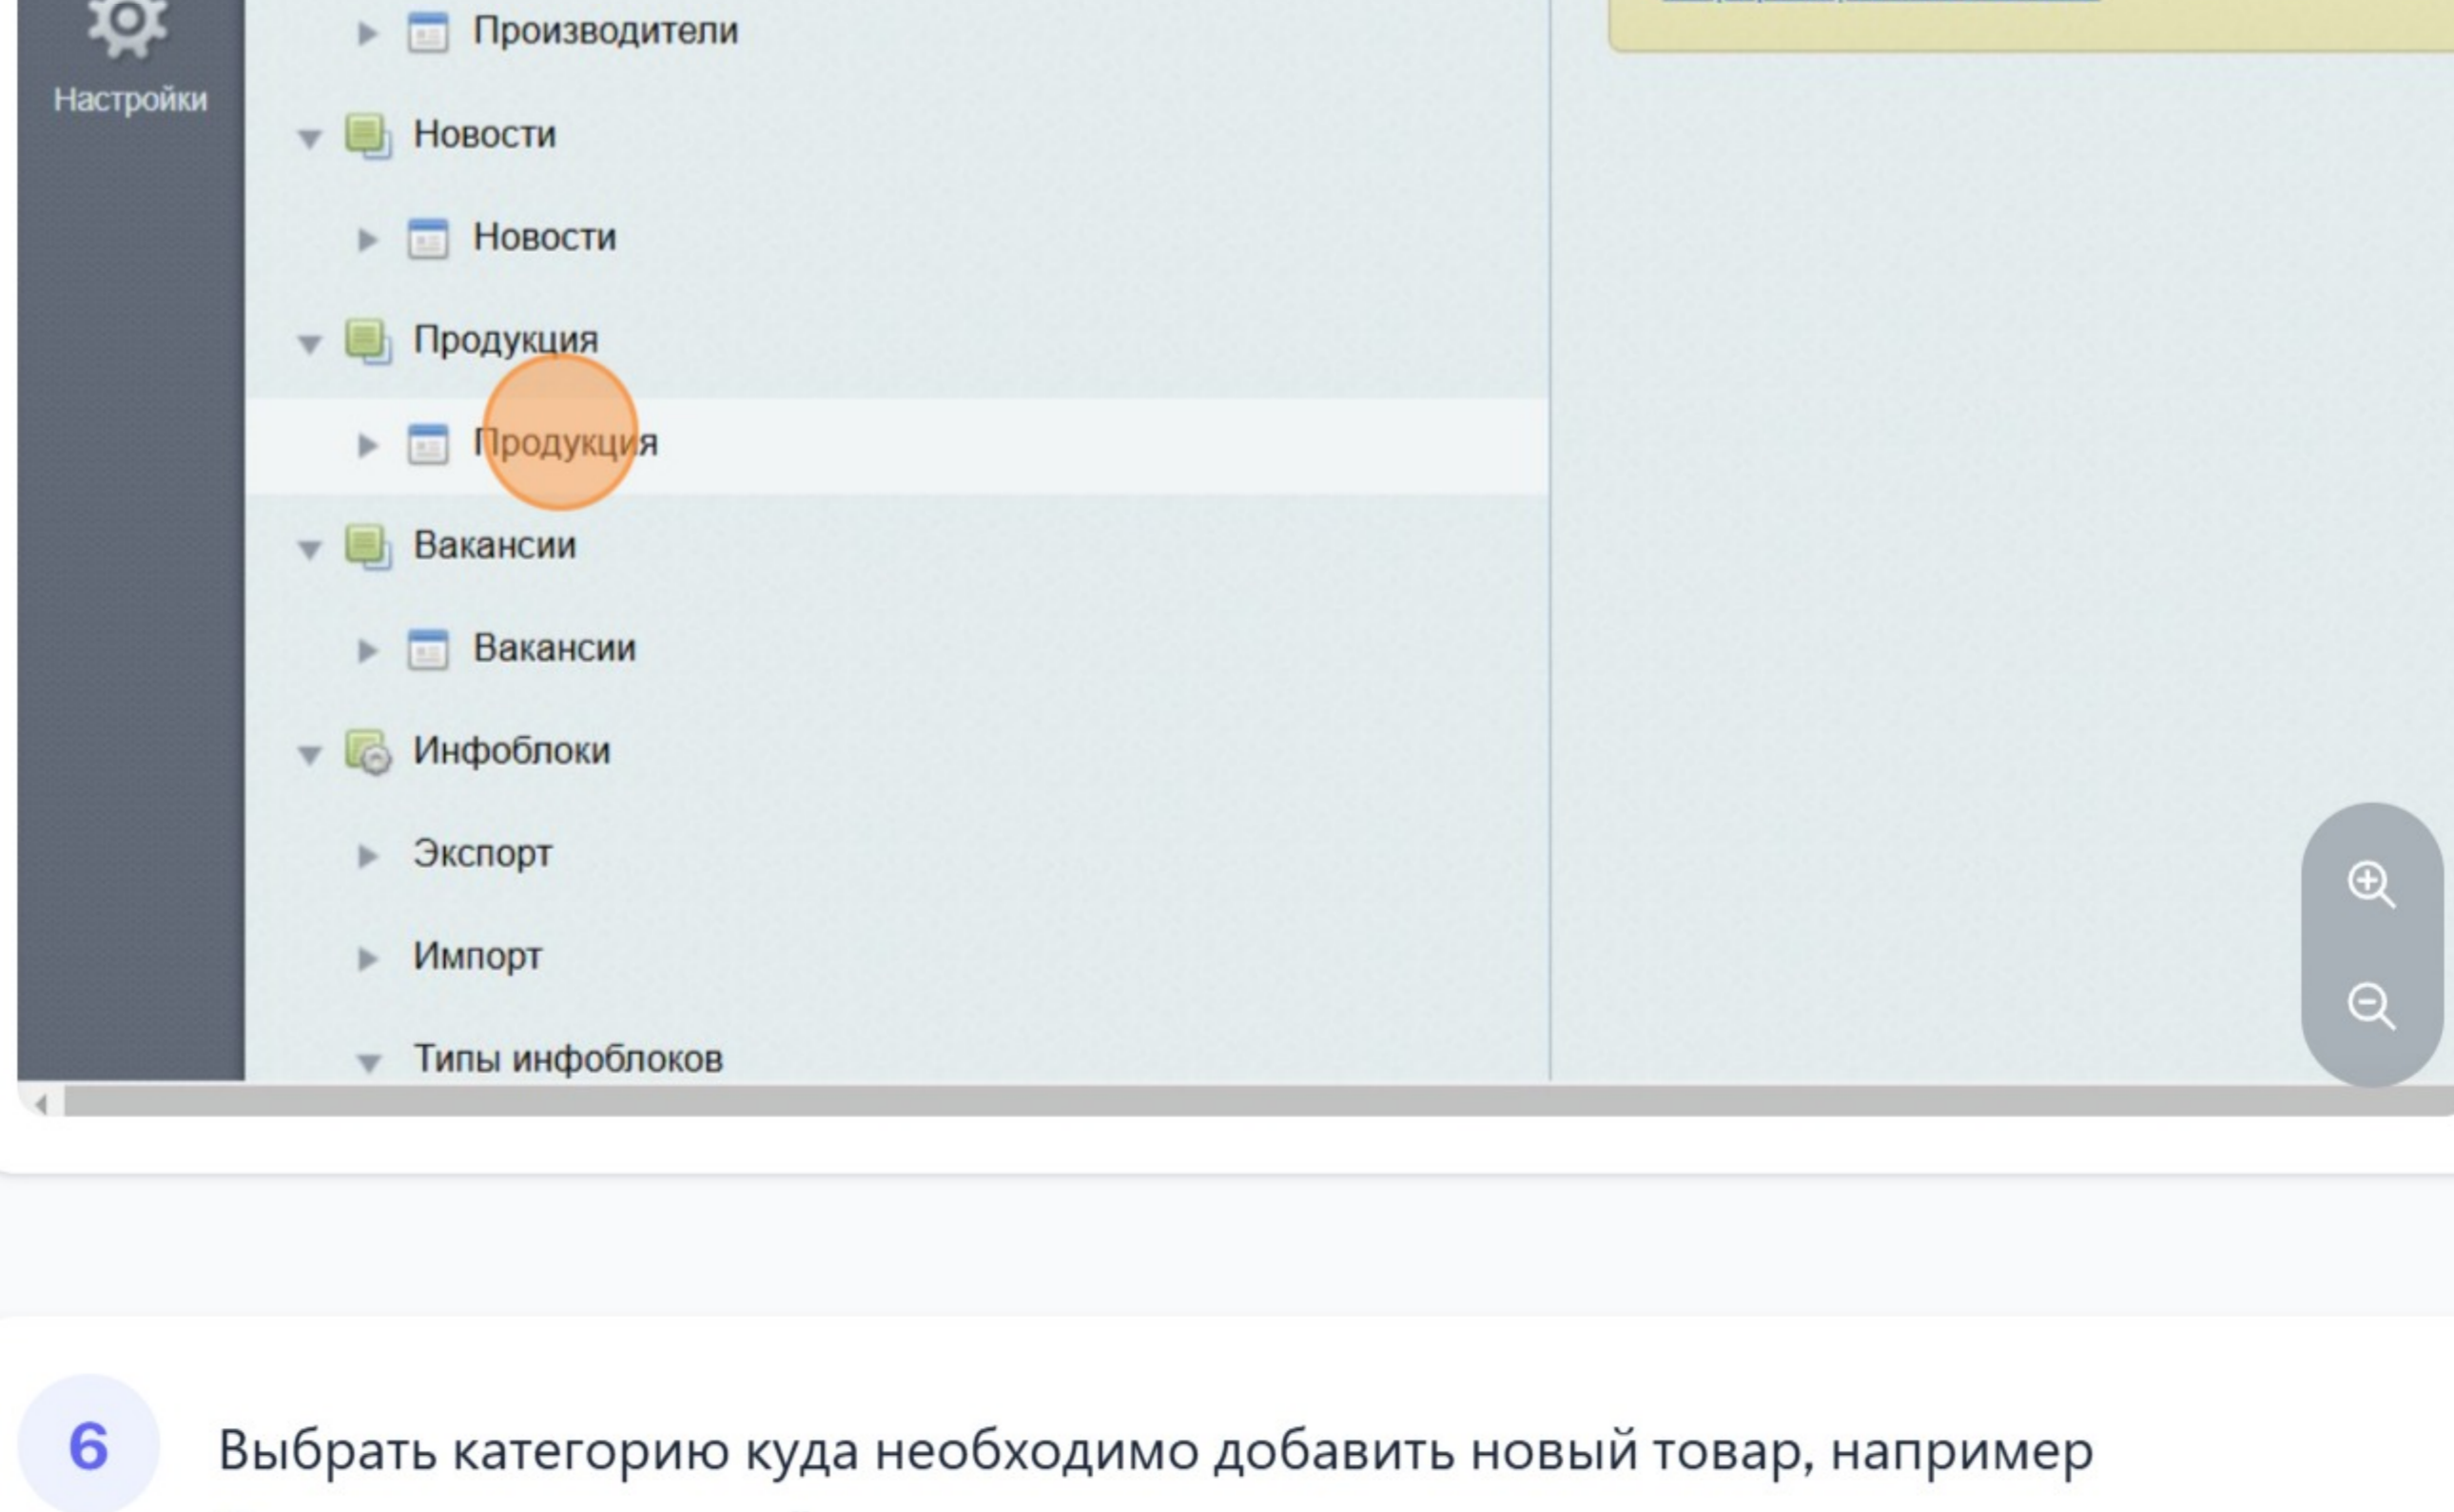 Производители
Настройки
Новости
Новости
Продукция
Продукция
Вакансии
Вакансии
Инфоблоки
Экспорт
Импорт
Типы инфоблоков
6
Выбрать категорию куда необходимо добавить новый товар, например